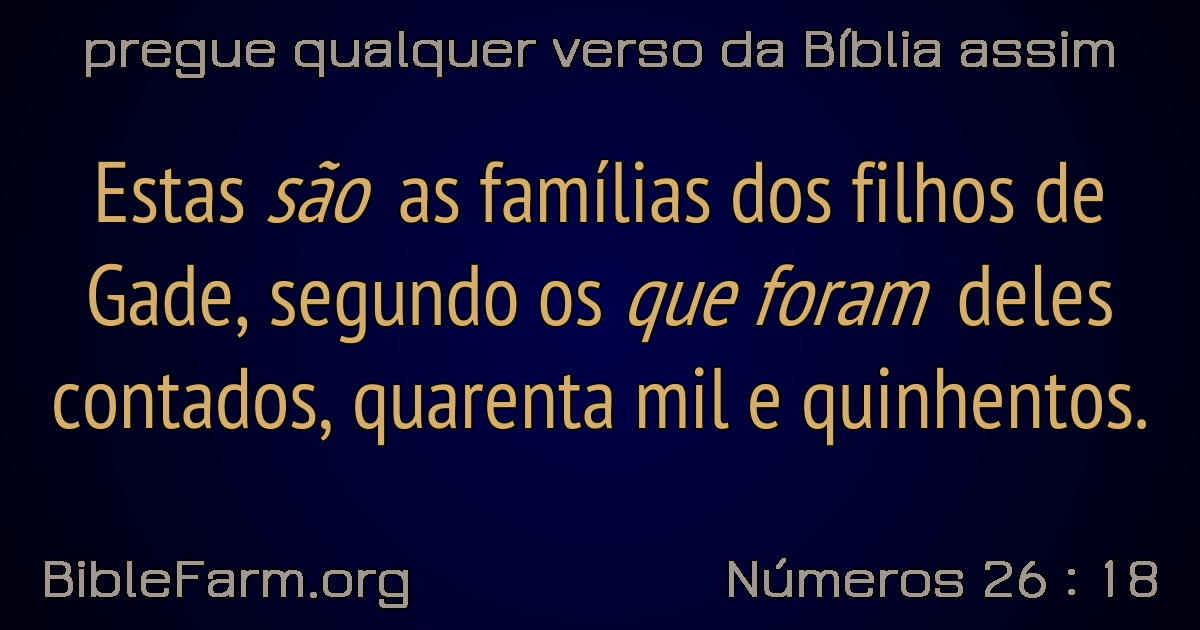 pregue qualquer verso da Bíblia assim
Estas são as famílias dos filhos de
Gade, segundo os que foram deles
contados, quarenta mil e quinhentos.
BibleFarm.org
Números 26 : 18